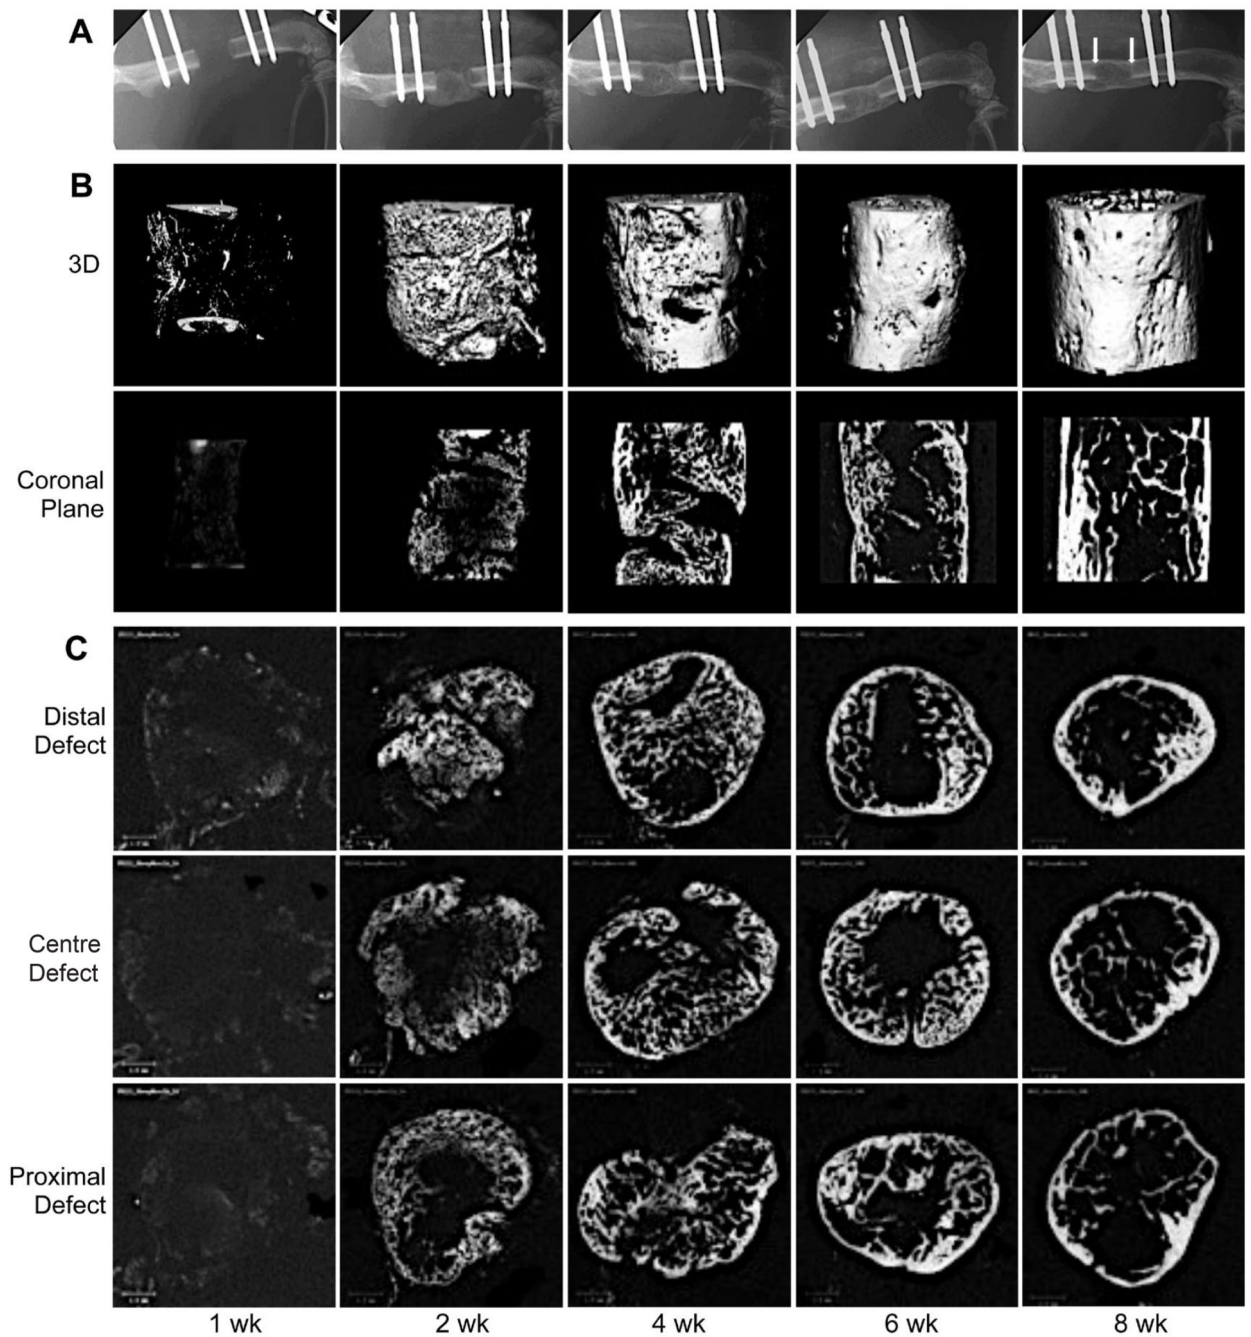 A
B
3D
Coronal
Plane
C
Distal
Defect
Centre
Defect
Proximal
Defect
1 wk
2 wk
4 wk
6 wk
8 wk